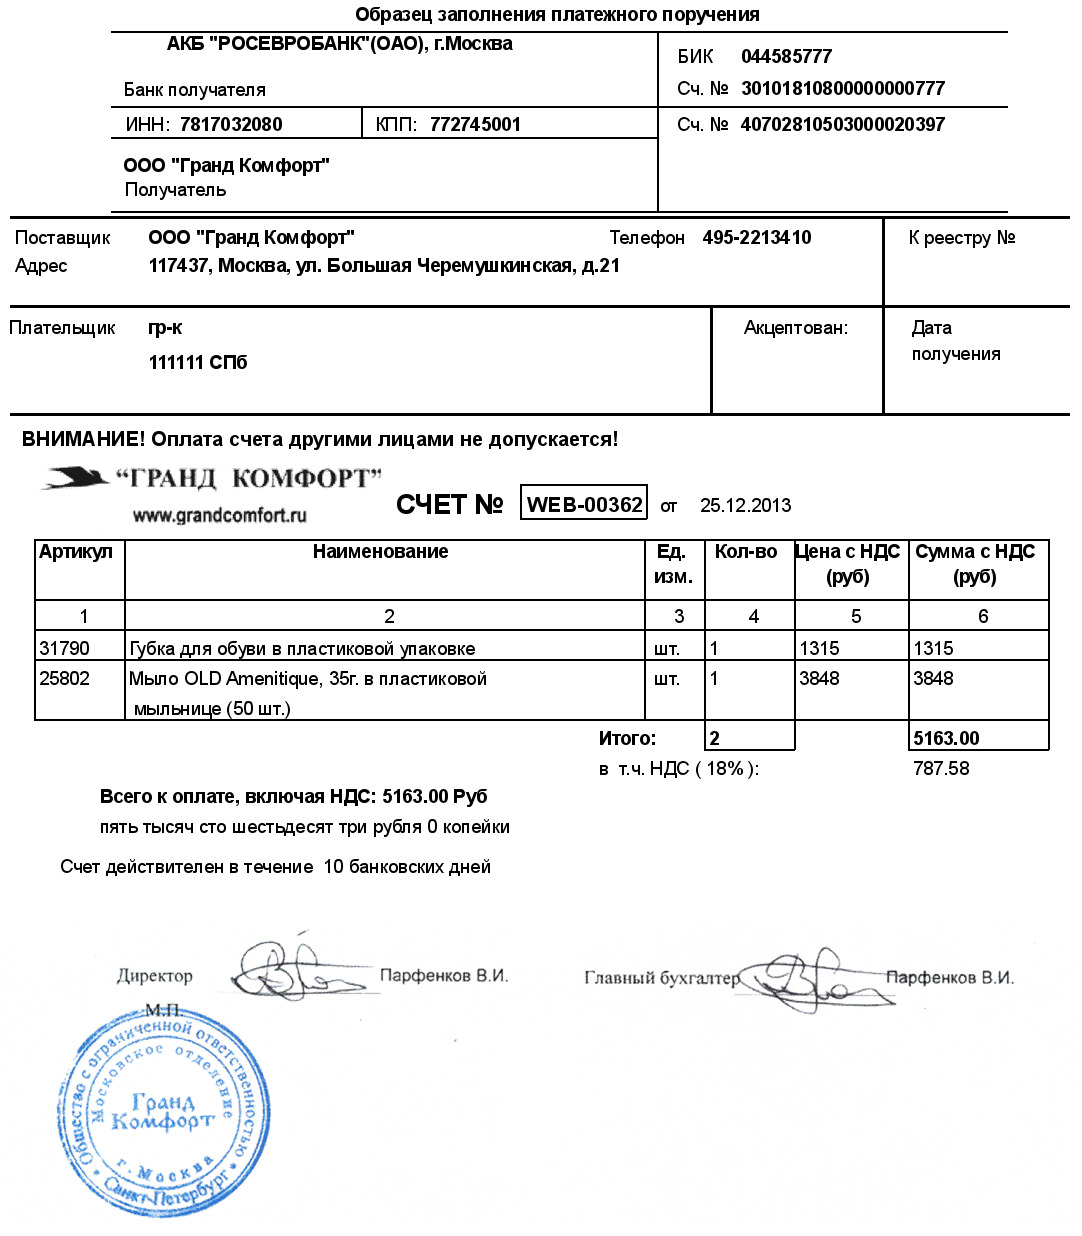 Образец заполнения платежного поручения
АКБ "РОСЕВРОБАНК"(ОАО), г.Москва
БИК 044585777
Банк получателя
Сч. № 30101810800000000777
ИНН: 7817032080 КПП: 772745001 Сч. № 40702810503000020397
ООО "Гранд Комфорт"
Получатель
Поставщик ООО "Гранд Комфорт" Телефон 495-2213410 К реестру №
Адрес 117437, Москва, ул. Большая Черемушкинская, д.21
Плательщик гр-к Акцептован: Дата
получения
111111 СПб
ВНИМАНИЕ! Оплата счета другими лицами не допускается!
“ГРАНД КОМФОРТ”
www.grandcomfort.ru
СЧЕТ № WEB-00362 от 25.12.2013
Артикул Наименование Ед. Кол-во Цена с НДС Сумма с НДС
изм. (руб) (руб)
1 2 3 4 5 6
31790 Губка для обуви в пластиковой упаковке шт. 1 1315 1315
25802 Мыло OLD Amenitique, 35г. в пластиковой шт. 1 3848 3848
мыльнице (50 шт.)
Итого: 2 5163.00
в т.ч. НДС ( 18% ): 787.58
Всего к оплате, включая НДС: 5163.00 Руб
пять тысяч сто шестьдесят три рубля 0 копейки
Счет действителен в течение 10 банковских дней
Директор Парфенков В.И. Главный бухгалтер Парфенков В.И.
М.П.
Общество с ограниченной ответственностью
Московское отделение
Гранд
Комфорт
г. Москва
Санкт-Петербург